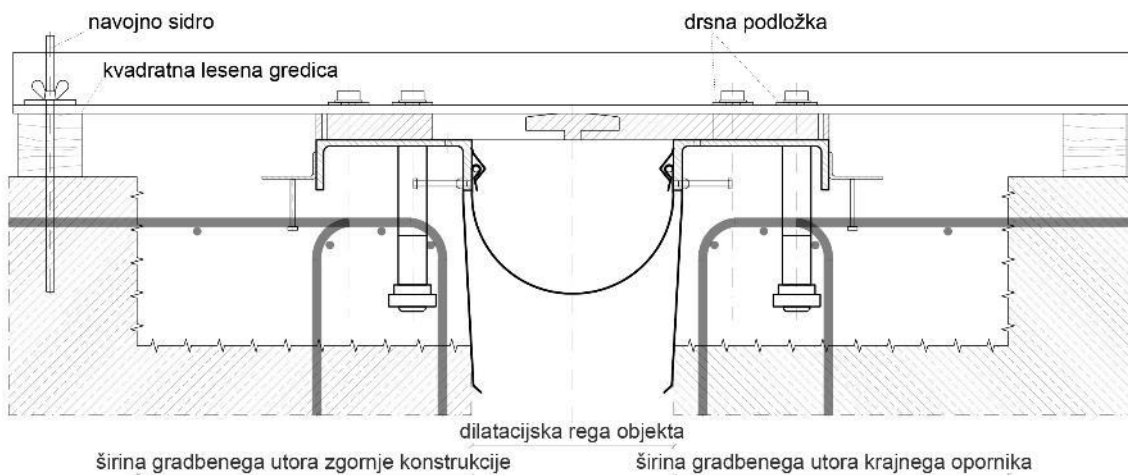 navojno sidro
drsna podložka
kvadratna lesena gredica
dilatacijska rega objekta
širina gradbenega utora zgornje konstrukcije
širina gradbenega utora krajnega opornika